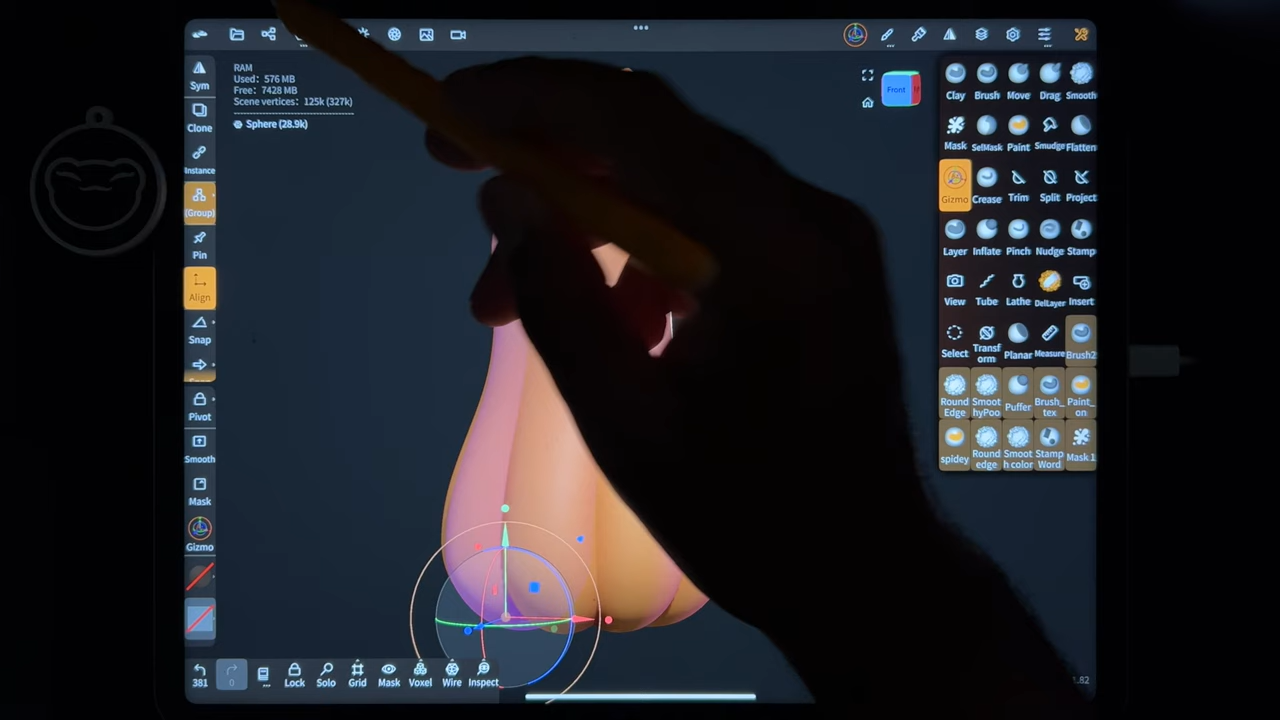 RAM
Used: 576 MB
Free: 7428 MB
Scene vertices: 125k (327k)
Sphere (28.9k)
Front
Sym
Clone
Instance
(Group)
Pin
Align
Snap
Pivot
Smooth
Mask
Gizmo
Clay Brush Move Drag Smooth
Mask SelMask Paint Smudge Flatten
Gizmo Crease Trim Split Project
Layer Inflate Pinch Nudge Stamp
View Tube Lathe DelLayer Insert
Select Transform Planar Measure Brush2
Round Edge SmoothyPoo Puffer Brush_tex Paint_on
spidey Round edge Smooth color Stamp Word Mask 1
381 0 Lock Solo Grid Mask Voxel Wire Inspect